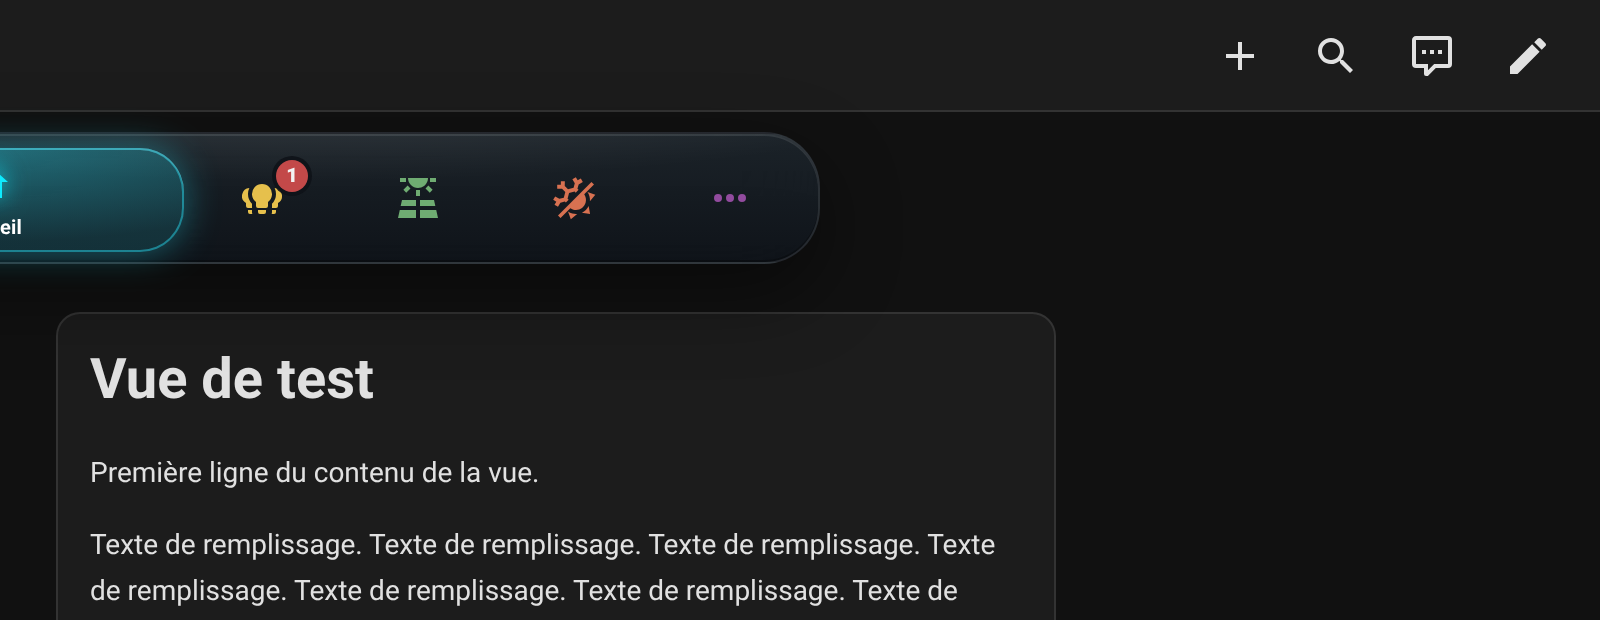 1
eil
Vue de test
Première ligne du contenu de la vue.
Texte de remplissage. Texte de remplissage. Texte de remplissage. Texte
de remplissage. Texte de remplissage. Texte de remplissage. Texte de